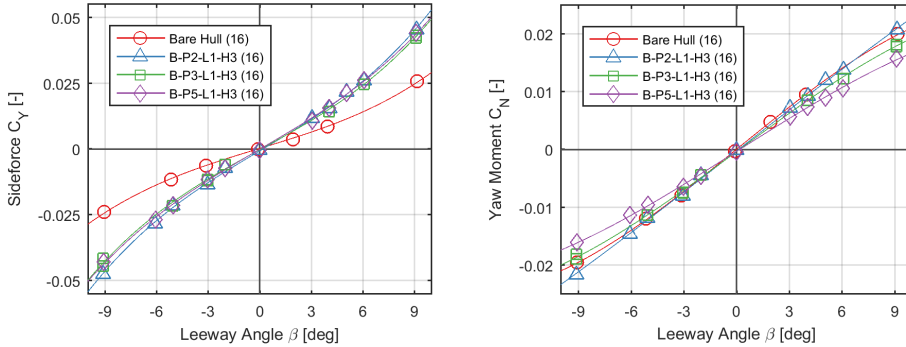 0.05
0.025
0
-0.025
-0.05
Sideforce C_Y [-]
Bare Hull (16)
B-P2-L1-H3 (16)
B-P3-L1-H3 (16)
B-P5-L1-H3 (16)
-9 -6 -3 0 3 6 9
Leeway Angle β [deg]
0.02
0.01
0
-0.01
-0.02
Yaw Moment C_N [-]
Bare Hull (16)
B-P2-L1-H3 (16)
B-P3-L1-H3 (16)
B-P5-L1-H3 (16)
-9 -6 -3 0 3 6 9
Leeway Angle β [deg]